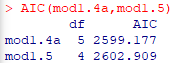 > AIC(mod1.4a,mod1.5)
        df      AIC
mod1.4a  5 2599.177
mod1.5   4 2602.909